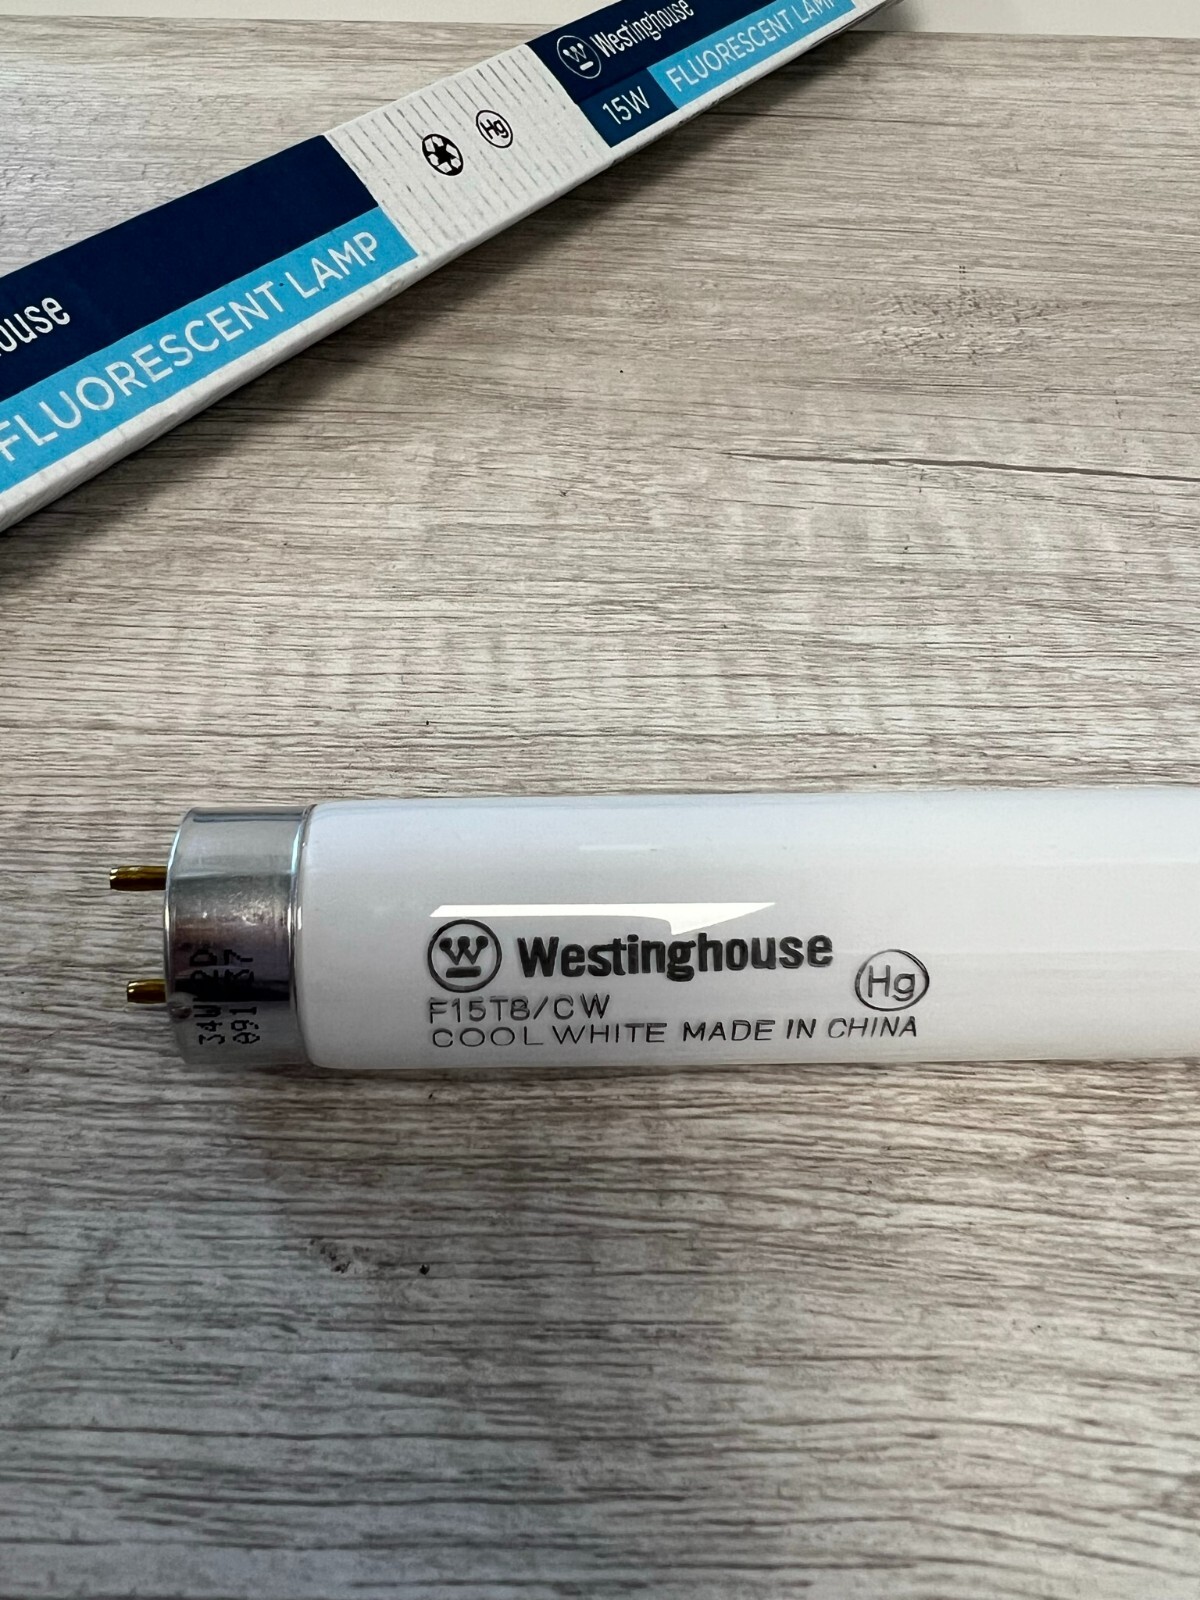 Westinghouse
15W FLUORESCENT LAMP
Hg
FLUORESCENT LAMP
Westinghouse
Hg
F15T8/CW
COOL WHITE MADE IN CHINA